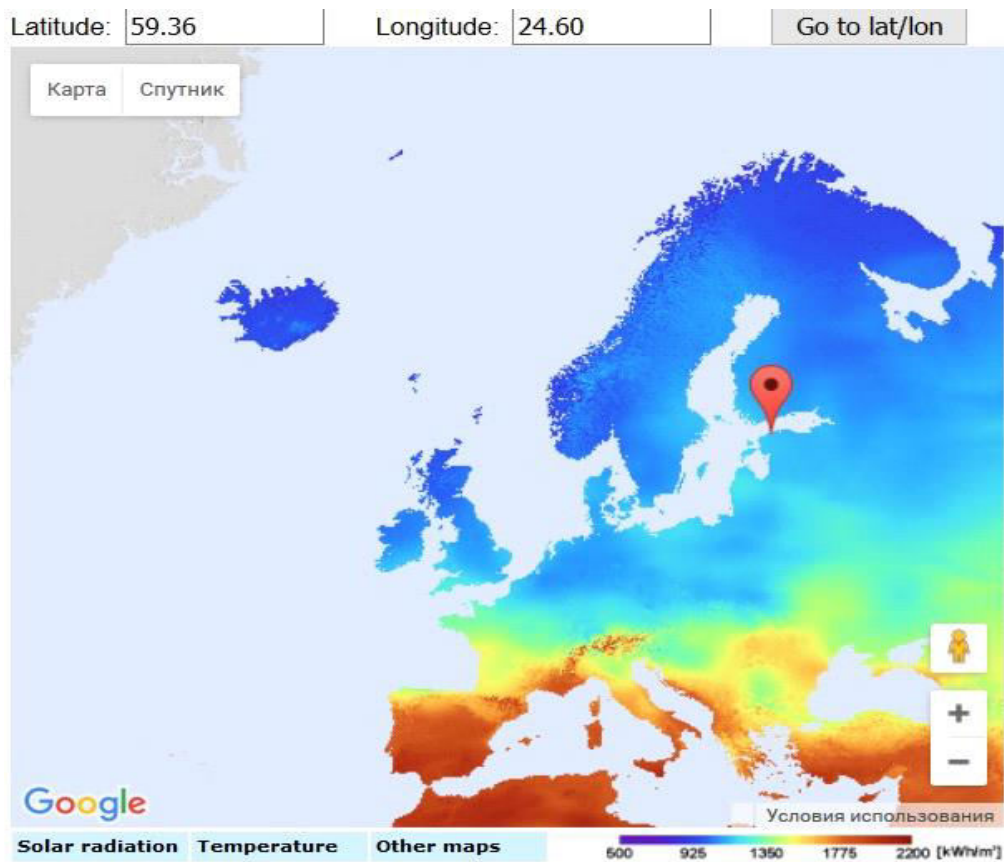 Latitude: 59.36 Longitude: 24.60 Go to lat/lon
Карта Спутник
+
−
Google
Условия использования
Solar radiation Temperature Other maps
600 925 1350 1775 2200 [kWh/m²]